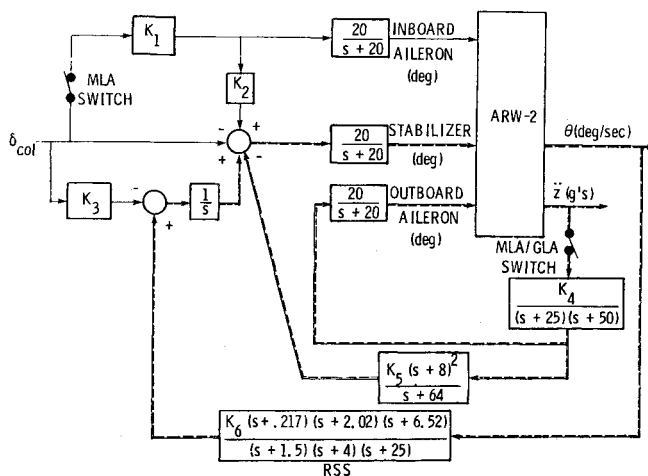 K1
20
s + 20
INBOARD
AILERON
(deg)
MLA
SWITCH
K2
ARW-2
δcol
- + + -
20
s + 20
STABILIZER
(deg)
θ(deg/sec)
K3
-
+
1
s
20
s + 20
OUTBOARD
AILERON
(deg)
z̈ (g's)
MLA/GLA
SWITCH
K4
(s + 25)(s + 50)
K5 (s + 8)²
s + 64
K6 (s+ .217) (s + 2.02) (s + 6.52)
(s + 1.5) (s + 4) (s + 25)
RSS